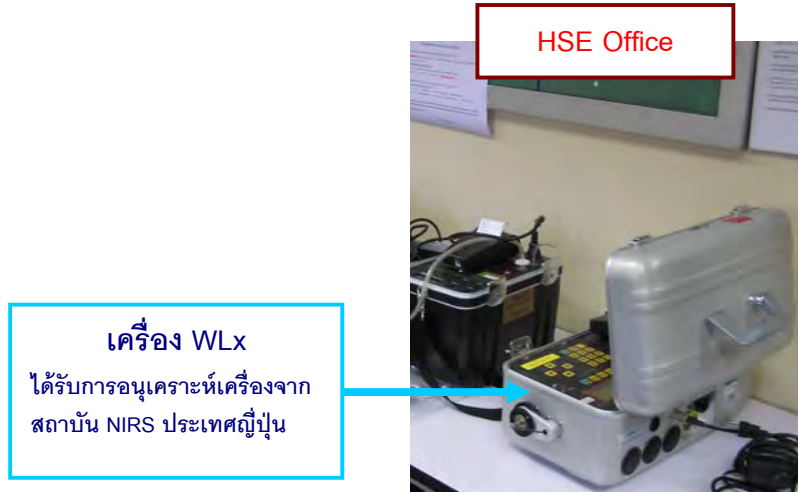 HSE Office
เครื่อง WLx
ได้รับการอนุเคราะห์เครื่องจาก
สถาบัน NIRS ประเทศญี่ปุ่น